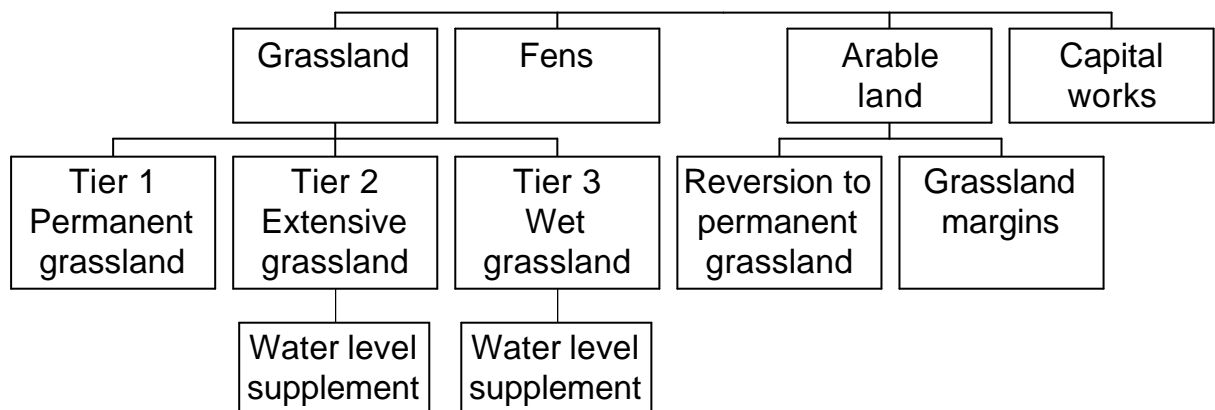 Grassland
Fens
Arable
land
Capital
works
Tier 1
Permanent
grassland
Tier 2
Extensive
grassland
Tier 3
Wet
grassland
Reversion to
permanent
grassland
Grassland
margins
Water level
supplement
Water level
supplement